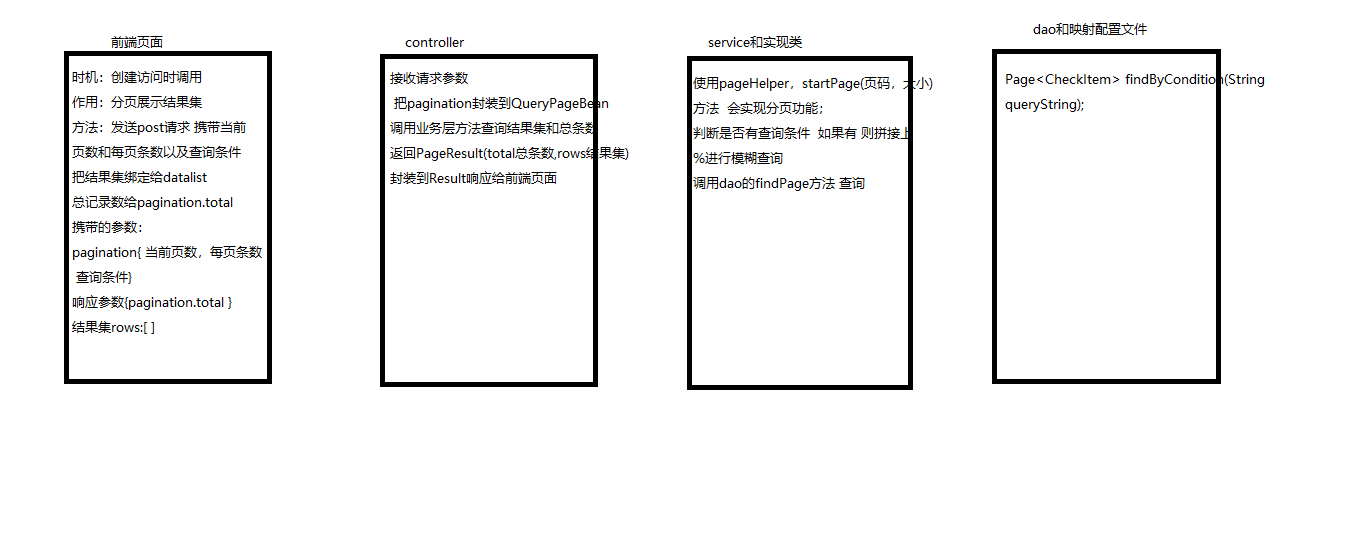 前端页面
时机：创建访问时调用
作用：分页展示结果集
方法：发送post请求 携带当前
页数和每页条数以及查询条件
把结果集绑定给datalist
总记录数给pagination.total
携带的参数：
pagination{ 当前页数，每页条数
查询条件}
响应参数{pagination.total }
结果集rows:[ ]
controller
接收请求参数
把pagination封装到QueryPageBean
调用业务层方法查询结果集和总条数
返回PageResult(total总条数,rows结果集)
封装到Result响应给前端页面
service和实现类
使用pageHelper，startPage(页码，大小)
方法 会实现分页功能；
判断是否有查询条件 如果有 则拼接上
%进行模糊查询
调用dao的findPage方法 查询
dao和映射配置文件
Page<CheckItem> findByCondition(String
queryString);